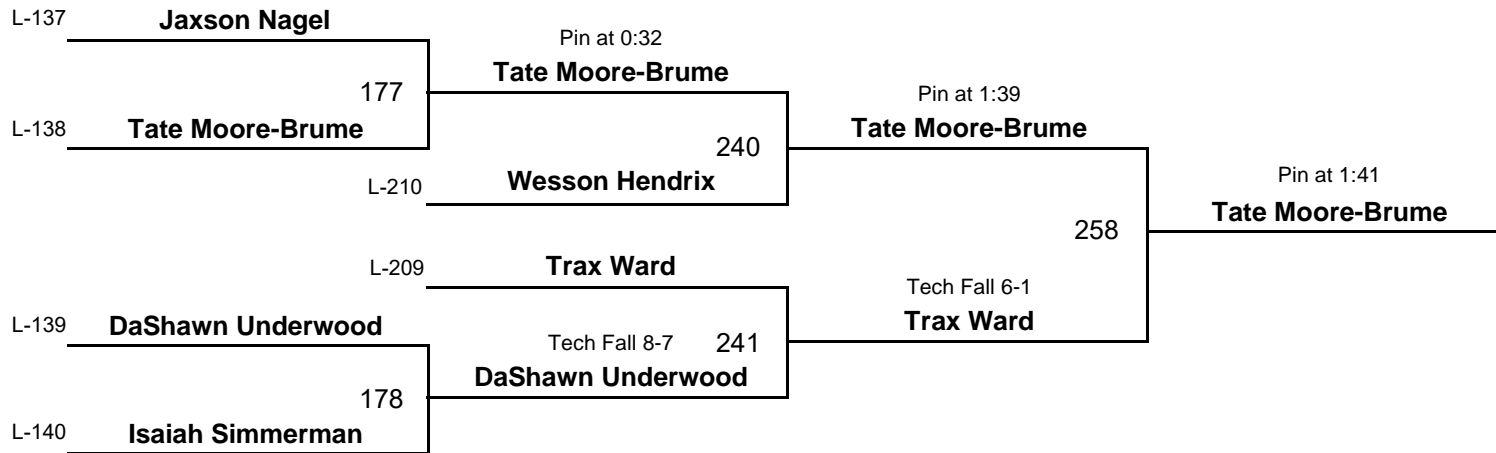 L-137 Jaxson Nagel
Pin at 0:32
Tate Moore-Brume
177
Pin at 1:39
L-138 Tate Moore-Brume
Tate Moore-Brume
240
Pin at 1:41
L-210 Wesson Hendrix
Tate Moore-Brume
258
L-209 Trax Ward
Tech Fall 6-1
Trax Ward
L-139 DaShawn Underwood
Tech Fall 8-7 241
DaShawn Underwood
178
L-140 Isaiah Simmerman